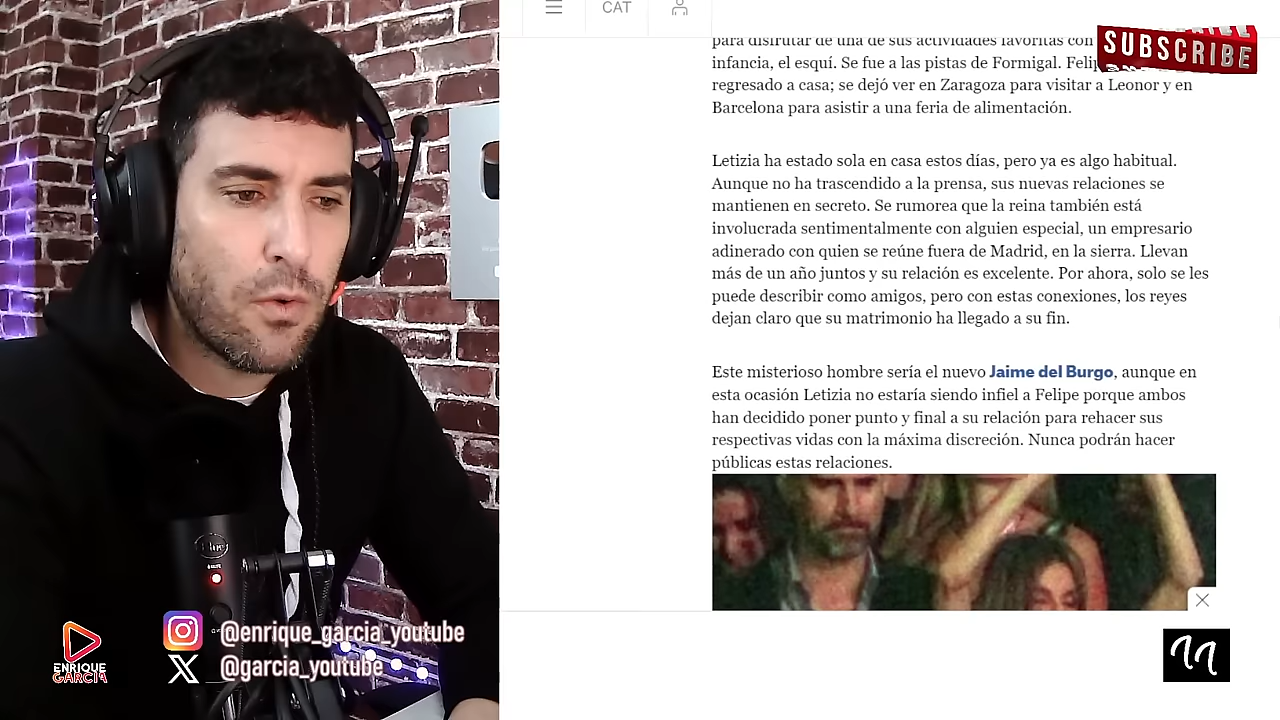 CAT
SUBSCRIBE
para disfrutar de una de sus actividades favoritas con
infancia, el esquí. Se fue a las pistas de Formigal.
regresado a casa; se dejó ver en Zaragoza para visitar a Leonor y en
Barcelona para asistir a una feria de alimentación.
Letizia ha estado sola en casa estos días, pero ya es algo habitual.
Aunque no ha trascendido a la prensa, sus nuevas relaciones se
mantienen en secreto. Se rumorea que la reina también está
involucrada sentimentalmente con alguien especial, un empresario
adinerado con quien se reúne fuera de Madrid, en la sierra. Llevan
más de un año juntos y su relación es excelente. Por ahora, solo se les
puede describir como amigos, pero con estas conexiones, los reyes
dejan claro que su matrimonio ha llegado a su fin.
Este misterioso hombre sería el nuevo Jaime del Burgo, aunque en
esta ocasión Letizia no estaría siendo infiel a Felipe porque ambos
han decidido poner punto y final a su relación para rehacer sus
respectivas vidas con la máxima discreción. Nunca podrán hacer
públicas estas relaciones.
Blue
ENRIQUE
GARCIA
@enrique_garcia_youtube
@garcia_youtube